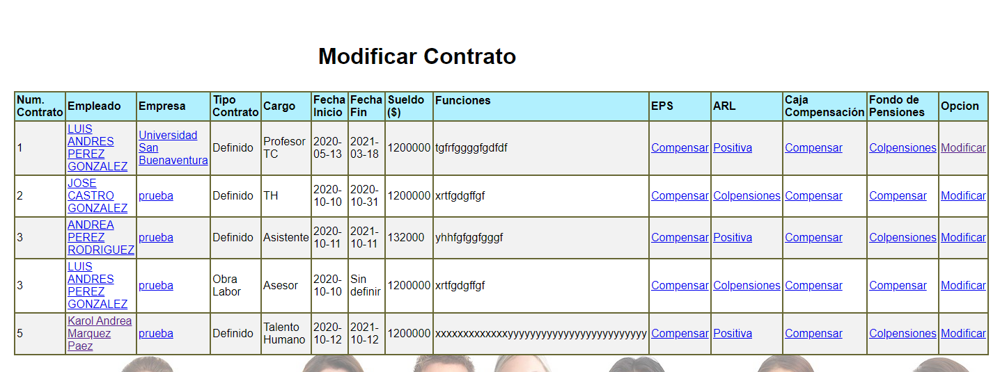 Modificar Contrato
Num. Contrato Empleado Empresa Tipo Contrato Cargo Fecha Inicio Fecha Fin Sueldo ($) Funciones EPS ARL Caja Compensación Fondo de Pensiones Opcion
1 LUIS ANDRES PEREZ GONZALEZ Universidad San Buenaventura Definido Profesor TC 2020-05-13 2021-03-18 1200000 tgfrfggggfgdfdf Compensar Positiva Compensar Colpensiones Modificar
2 JOSE CASTRO GONZALEZ prueba Definido TH 2020-10-10 2020-10-31 1200000 xrtfgdgffgf Compensar Colpensiones Compensar Compensar Modificar
3 ANDREA PEREZ RODRIGUEZ prueba Definido Asistente 2020-10-11 2021-10-11 132000 yhhfgfggfgggf Compensar Positiva Compensar Colpensiones Modificar
3 LUIS ANDRES PEREZ GONZALEZ prueba Obra Labor Asesor 2020-10-10 Sin definir 1200000 xrtfgdgffgf Compensar Colpensiones Compensar Compensar Modificar
5 Karol Andrea Marquez Paez prueba Definido Talento Humano 2020-10-12 2021-10-12 1200000 xxxxxxxxxxxxxyyyyyyyyyyyyyyyyyyyyyyyyy Compensar Positiva Compensar Colpensiones Modificar